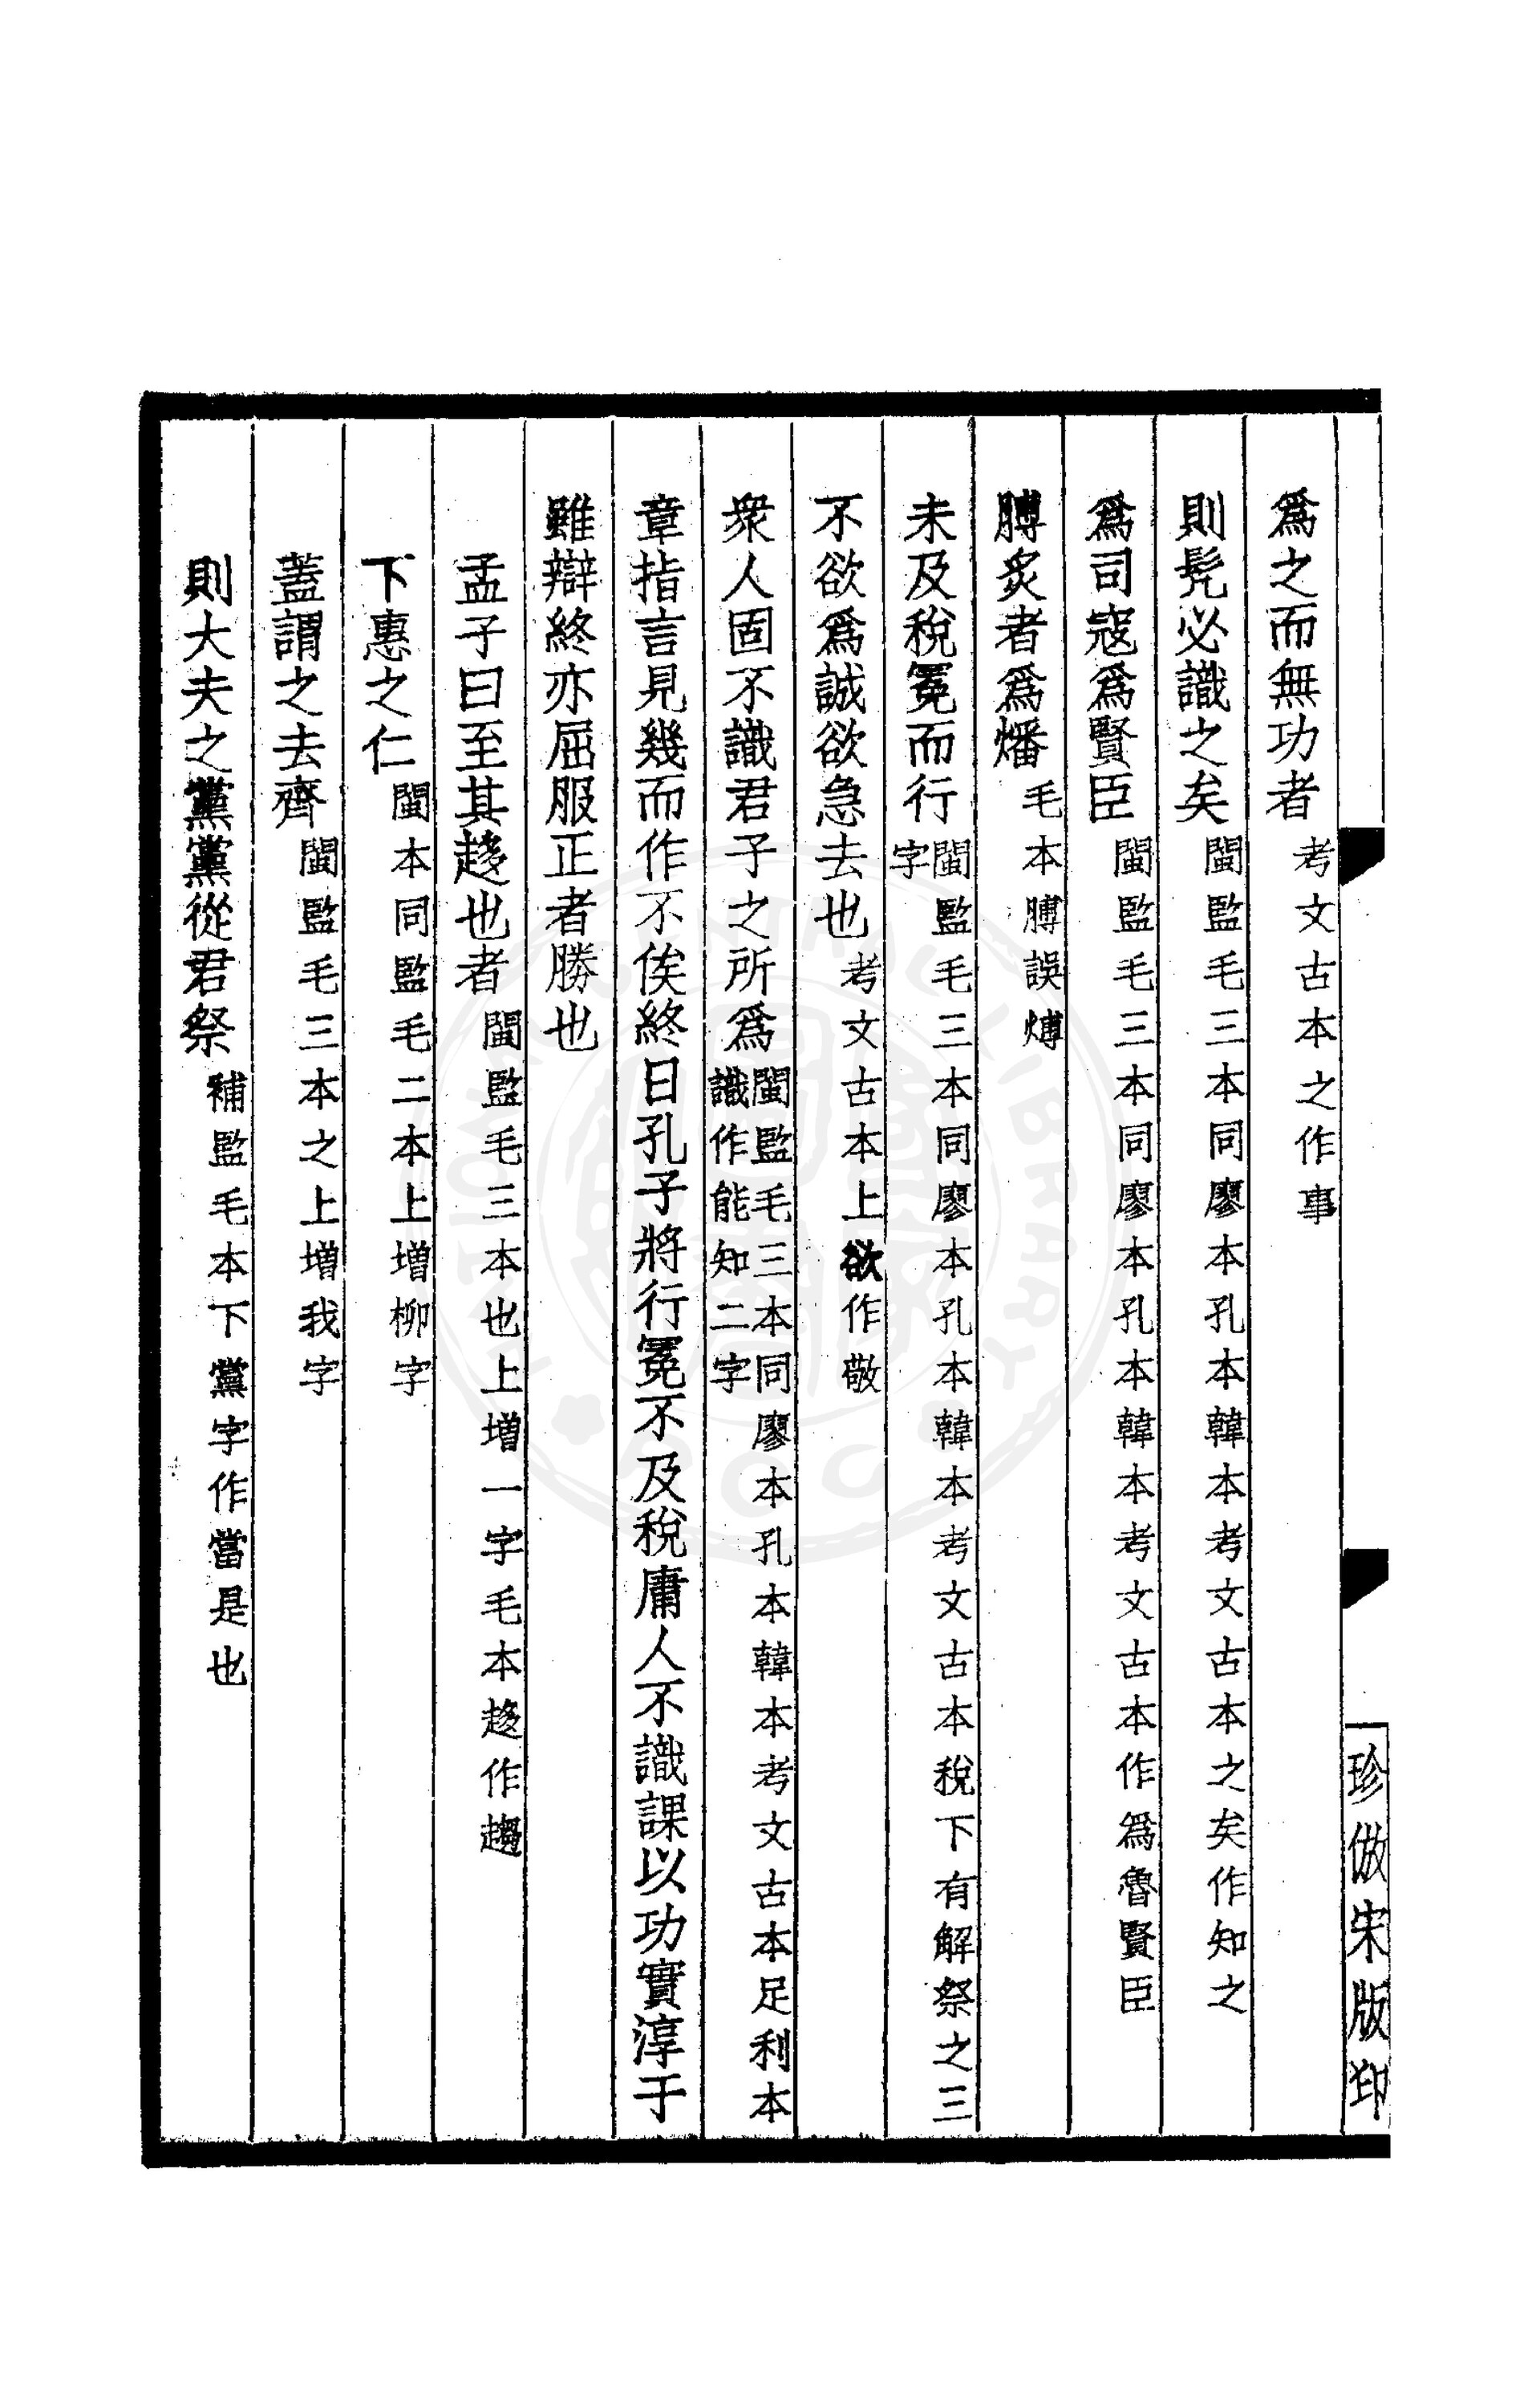 珍倣宋版印
爲之而無功者考文古本之作事
則髡必識之矣閩監毛三本同廖本孔本韓本考文古本之矣作知之
爲司寇爲賢臣閩監毛三本同廖本孔本韓本考文古本作爲魯賢臣
膊炙者爲燔毛本膊誤煿
未及稅冕而行閩監毛三本同廖本孔本韓本考文古本稅下有解祭之三字
不欲爲誠欲急去也考文古本上欲作敬
衆人固不識君子之所爲閩監毛三本同廖本孔本韓本考文古本足利本識作能知二字
章指言見幾而作不俟終日孔子將行冕不及稅庸人不識課以功實淳于
雖辯終亦屈服正者勝也
孟子曰至其趍也者閩監毛三本也上增一字毛本趍作趨
下惠之仁閩本同監毛二本上增柳字
蓋謂之去齊閩監毛三本之上增我字
則大夫之黨黨從君祭補監毛本下黨字作當是也
NATIONAL CENTRAL LIBRARY
ROC